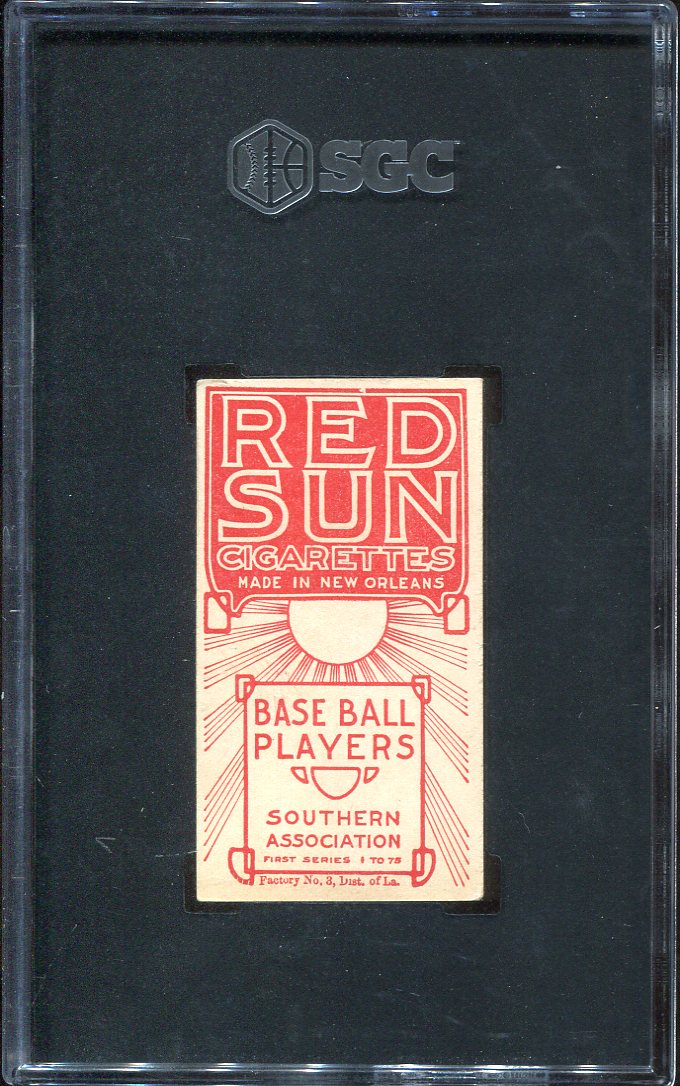 SGC
RED
SUN
CIGARETTES
MADE IN NEW ORLEANS
BASE BALL
PLAYERS
SOUTHERN
ASSOCIATION
FIRST SERIES 1 TO 75
Factory No, 3, Dist. of La.